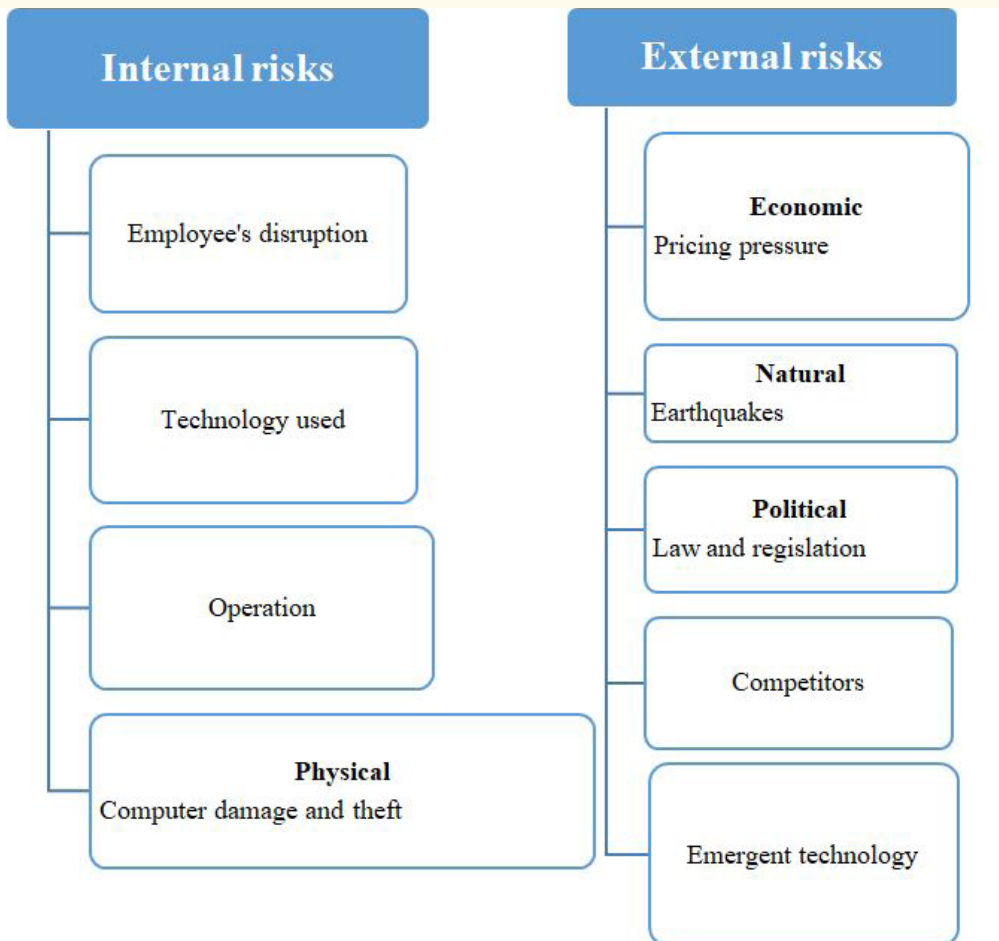 Internal risks
Employee's disruption
Technology used
Operation
Physical
Computer damage and theft
External risks
Economic
Pricing pressure
Natural
Earthquakes
Political
Law and regislation
Competitors
Emergent technology